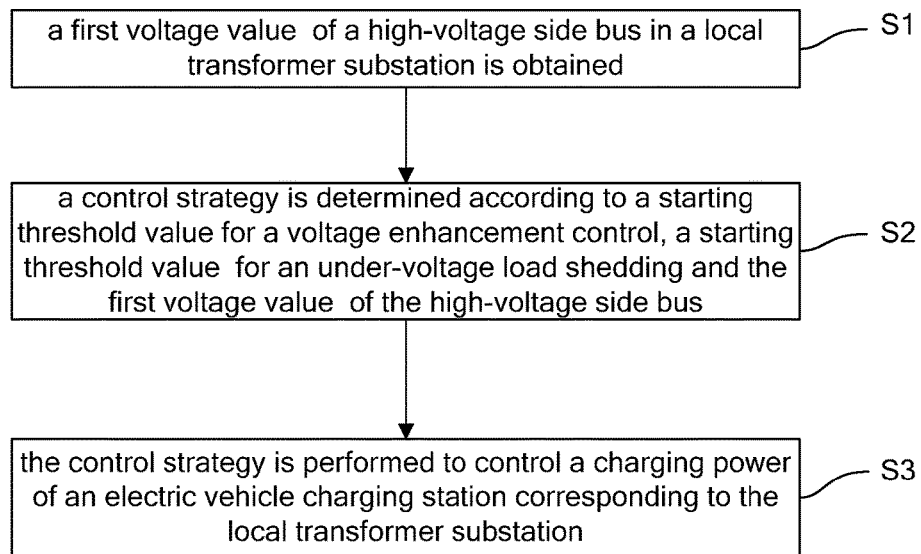 a first voltage value of a high-voltage side bus in a local
transformer substation is obtained
S1
a control strategy is determined according to a starting
threshold value for a voltage enhancement control, a starting
threshold value for an under-voltage load shedding and the
first voltage value of the high-voltage side bus
S2
the control strategy is performed to control a charging power
of an electric vehicle charging station corresponding to the
local transformer substation
S3